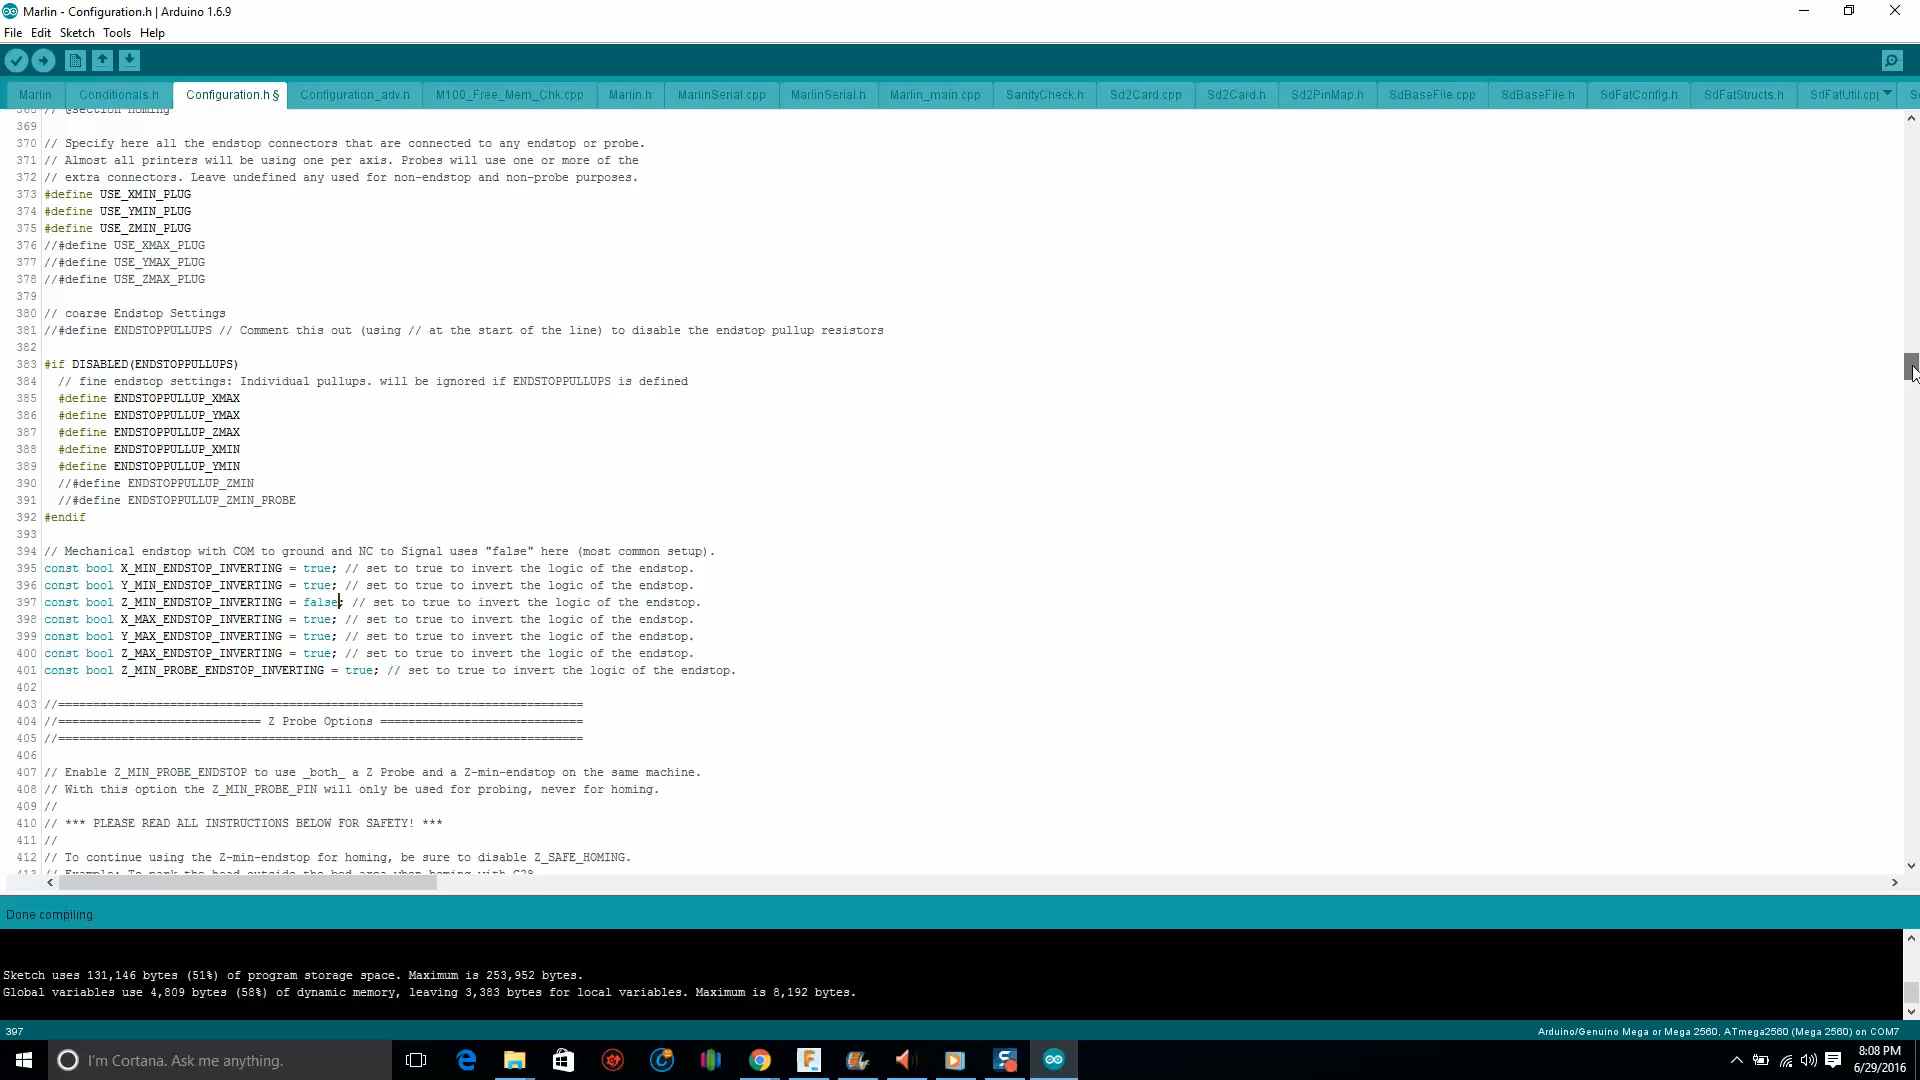 Marlin - Configuration.h | Arduino 1.6.9
File Edit Sketch Tools Help
Marlin Conditionals.h Configuration.h § Configuration_adv.h M100_Free_Mem_Chk.cpp Marlin.h MarlinSerial.cpp MarlinSerial.h Marlin_main.cpp SanityCheck.h Sd2Card.cpp Sd2Card.h Sd2PinMap.h SdBaseFile.cpp SdBaseFile.h SdFatConfig.h SdFatStructs.h SdFatUtil.cpp
368 // @section homing
369
370 // Specify here all the endstop connectors that are connected to any endstop or probe.
371 // Almost all printers will be using one per axis. Probes will use one or more of the
372 // extra connectors. Leave undefined any used for non-endstop and non-probe purposes.
373 #define USE_XMIN_PLUG
374 #define USE_YMIN_PLUG
375 #define USE_ZMIN_PLUG
376 //#define USE_XMAX_PLUG
377 //#define USE_YMAX_PLUG
378 //#define USE_ZMAX_PLUG
379
380 // coarse Endstop Settings
381 //#define ENDSTOPPULLUPS // Comment this out (using // at the start of the line) to disable the endstop pullup resistors
382
383 #if DISABLED(ENDSTOPPULLUPS)
384 // fine endstop settings: Individual pullups. will be ignored if ENDSTOPPULLUPS is defined
385 #define ENDSTOPPULLUP_XMAX
386 #define ENDSTOPPULLUP_YMAX
387 #define ENDSTOPPULLUP_ZMAX
388 #define ENDSTOPPULLUP_XMIN
389 #define ENDSTOPPULLUP_YMIN
390 //#define ENDSTOPPULLUP_ZMIN
391 //#define ENDSTOPPULLUP_ZMIN_PROBE
392 #endif
393
394 // Mechanical endstop with COM to ground and NC to Signal uses "false" here (most common setup).
395 const bool X_MIN_ENDSTOP_INVERTING = true; // set to true to invert the logic of the endstop.
396 const bool Y_MIN_ENDSTOP_INVERTING = true; // set to true to invert the logic of the endstop.
397 const bool Z_MIN_ENDSTOP_INVERTING = false; // set to true to invert the logic of the endstop.
398 const bool X_MAX_ENDSTOP_INVERTING = true; // set to true to invert the logic of the endstop.
399 const bool Y_MAX_ENDSTOP_INVERTING = true; // set to true to invert the logic of the endstop.
400 const bool Z_MAX_ENDSTOP_INVERTING = true; // set to true to invert the logic of the endstop.
401 const bool Z_MIN_PROBE_ENDSTOP_INVERTING = true; // set to true to invert the logic of the endstop.
402
403 //===========================================================================
404 //============================= Z Probe Options =============================
405 //===========================================================================
406
407 // Enable Z_MIN_PROBE_ENDSTOP to use _both_ a Z Probe and a Z-min-endstop on the same machine.
408 // With this option the Z_MIN_PROBE_PIN will only be used for probing, never for homing.
409 //
410 // *** PLEASE READ ALL INSTRUCTIONS BELOW FOR SAFETY! ***
411 //
412 // To continue using the Z-min-endstop for homing, be sure to disable Z_SAFE_HOMING.
413 // Example: To park the head outside the bed area when homing with G28.
Done compiling.
Sketch uses 131,146 bytes (51%) of program storage space. Maximum is 253,952 bytes.
Global variables use 4,809 bytes (58%) of dynamic memory, leaving 3,383 bytes for local variables. Maximum is 8,192 bytes.
397 Arduino/Genuino Mega or Mega 2560, ATmega2560 (Mega 2560) on COM7
I'm Cortana. Ask me anything.
8:08 PM
6/29/2016